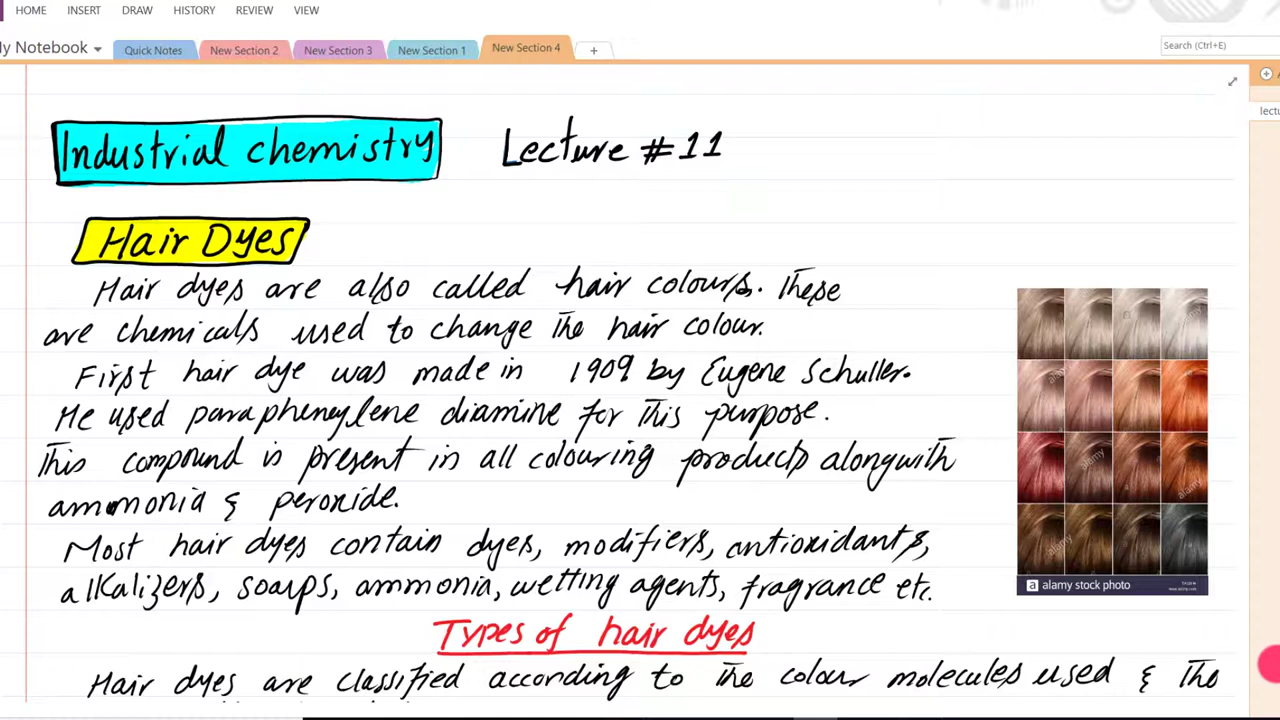 HOME INSERT DRAW HISTORY REVIEW VIEW
y Notebook Quick Notes New Section 2 New Section 3 New Section 1 New Section 4 + Search (Ctrl+E)
lectu
Industrial chemistry Lecture #11
Hair Dyes
Hair dyes are also called hair colours. These
are chemicals used to change the hair colour.
First hair dye was made in 1909 by Eugene Schuller.
He used parapheneylene diamine for this purpose.
This compound is present in all colouring products alongwith
ammonia & peroxide.
Most hair dyes contain dyes, modifiers, antioxidants,
alkalizers, soaps, ammonia, wetting agents, fragrance etc.
a alamy stock photo
Types of hair dyes
Hair dyes are classified according to the colour molecules used & the